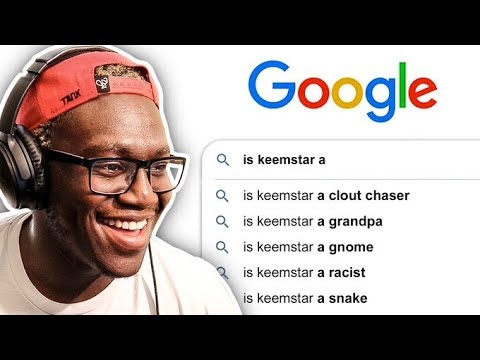 TANX
Google
is keemstar a
is keemstar a clout chaser
is keemstar a grandpa
is keemstar a gnome
is keemstar a racist
is keemstar a snake